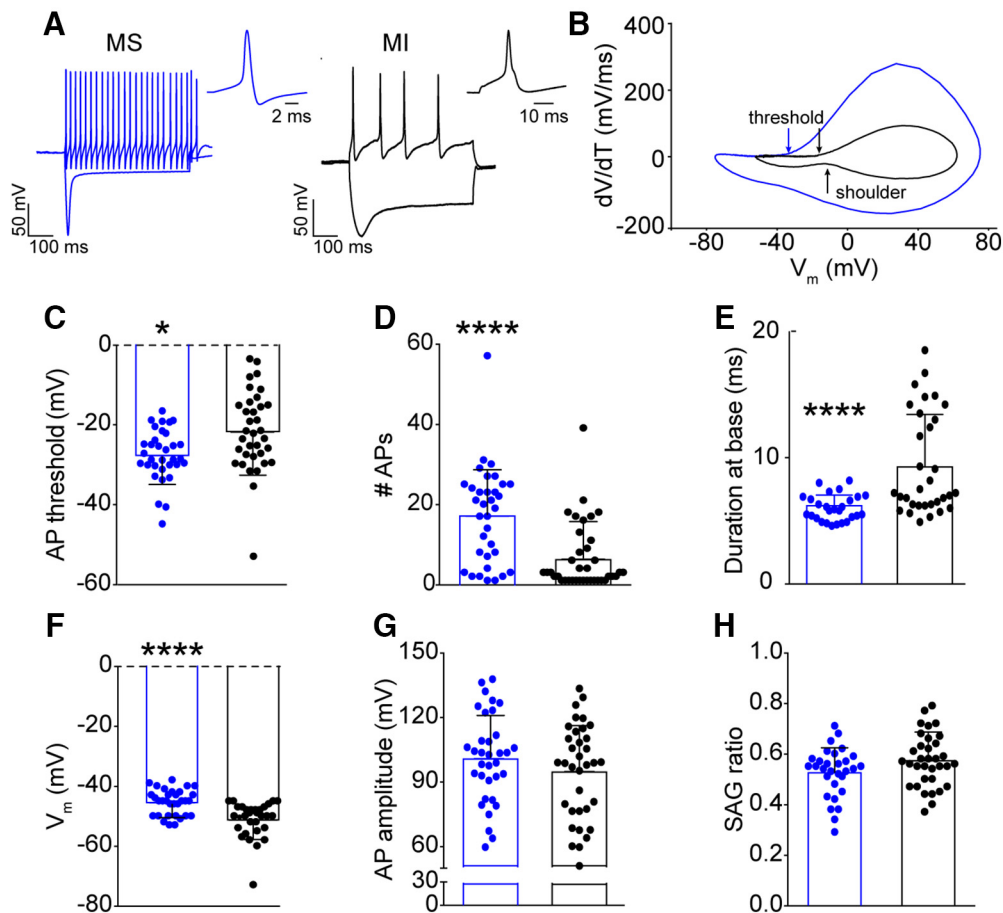 A
MS
MI
2 ms
10 ms
50 mV
100 ms
50 mV
100 ms
B
dV/dT (mV/ms)
400
200
0
-200
threshold
shoulder
-80
-40
0
40
80
Vm (mV)
C
*
AP threshold (mV)
0
-20
-40
-60
D
****
# APs
60
40
20
0
E
****
Duration at base (ms)
20
10
0
F
****
Vm (mV)
0
-20
-40
-60
-80
G
AP amplitude (mV)
150
120
90
60
30
0
H
SAG ratio
1.0
0.8
0.6
0.4
0.2
0.0